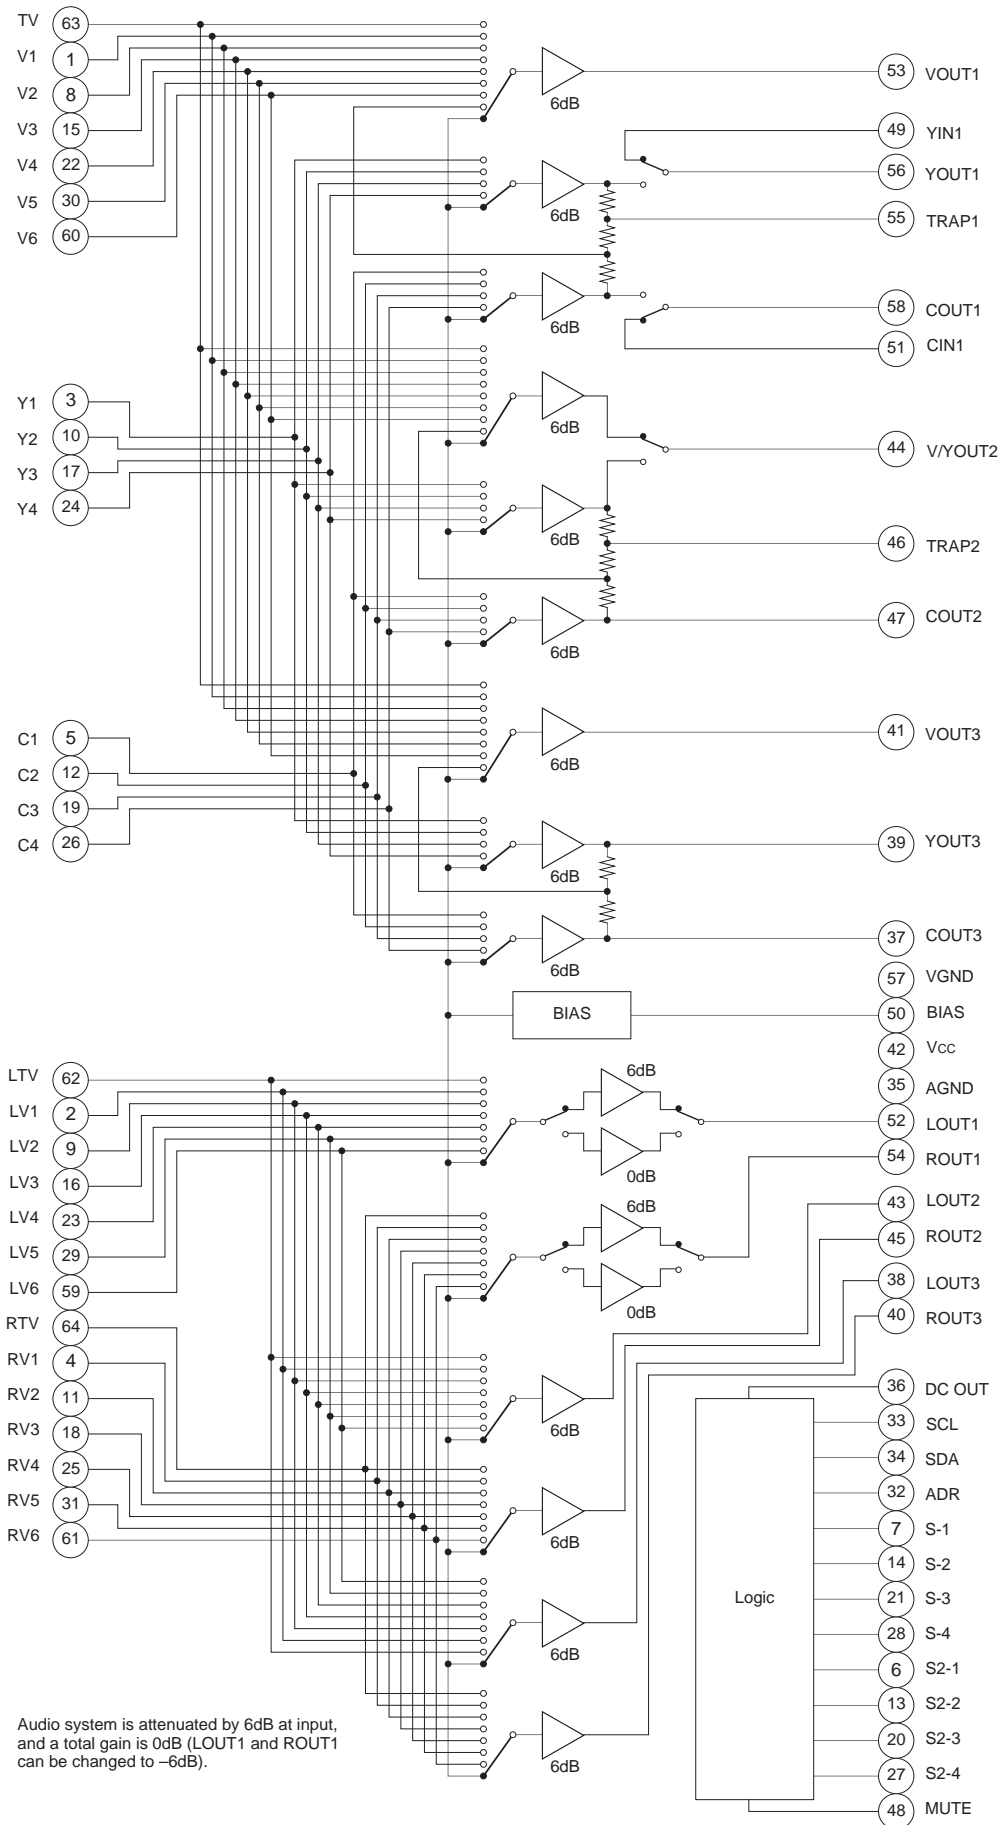 TV 63
V1 1
V2 8
V3 15
V4 22
V5 30
V6 60
6dB
53 VOUT1
49 YIN1
6dB
56 YOUT1
55 TRAP1
6dB
58 COUT1
51 CIN1
Y1 3
Y2 10
Y3 17
Y4 24
6dB
44 V/YOUT2
6dB
46 TRAP2
6dB
47 COUT2
C1 5
C2 12
C3 19
C4 26
6dB
41 VOUT3
6dB
39 YOUT3
6dB
37 COUT3
57 VGND
BIAS
50 BIAS
42 VCC
35 AGND
LTV 62
LV1 2
LV2 9
LV3 16
LV4 23
LV5 29
LV6 59
RTV 64
RV1 4
RV2 11
RV3 18
RV4 25
RV5 31
RV6 61
6dB
0dB
52 LOUT1
54 ROUT1
6dB
0dB
43 LOUT2
45 ROUT2
38 LOUT3
40 ROUT3
6dB
6dB
6dB
6dB
Logic
36 DC OUT
33 SCL
34 SDA
32 ADR
7 S-1
14 S-2
21 S-3
28 S-4
6 S2-1
13 S2-2
20 S2-3
27 S2-4
48 MUTE
Audio system is attenuated by 6dB at input,
and a total gain is 0dB (LOUT1 and ROUT1
can be changed to –6dB).